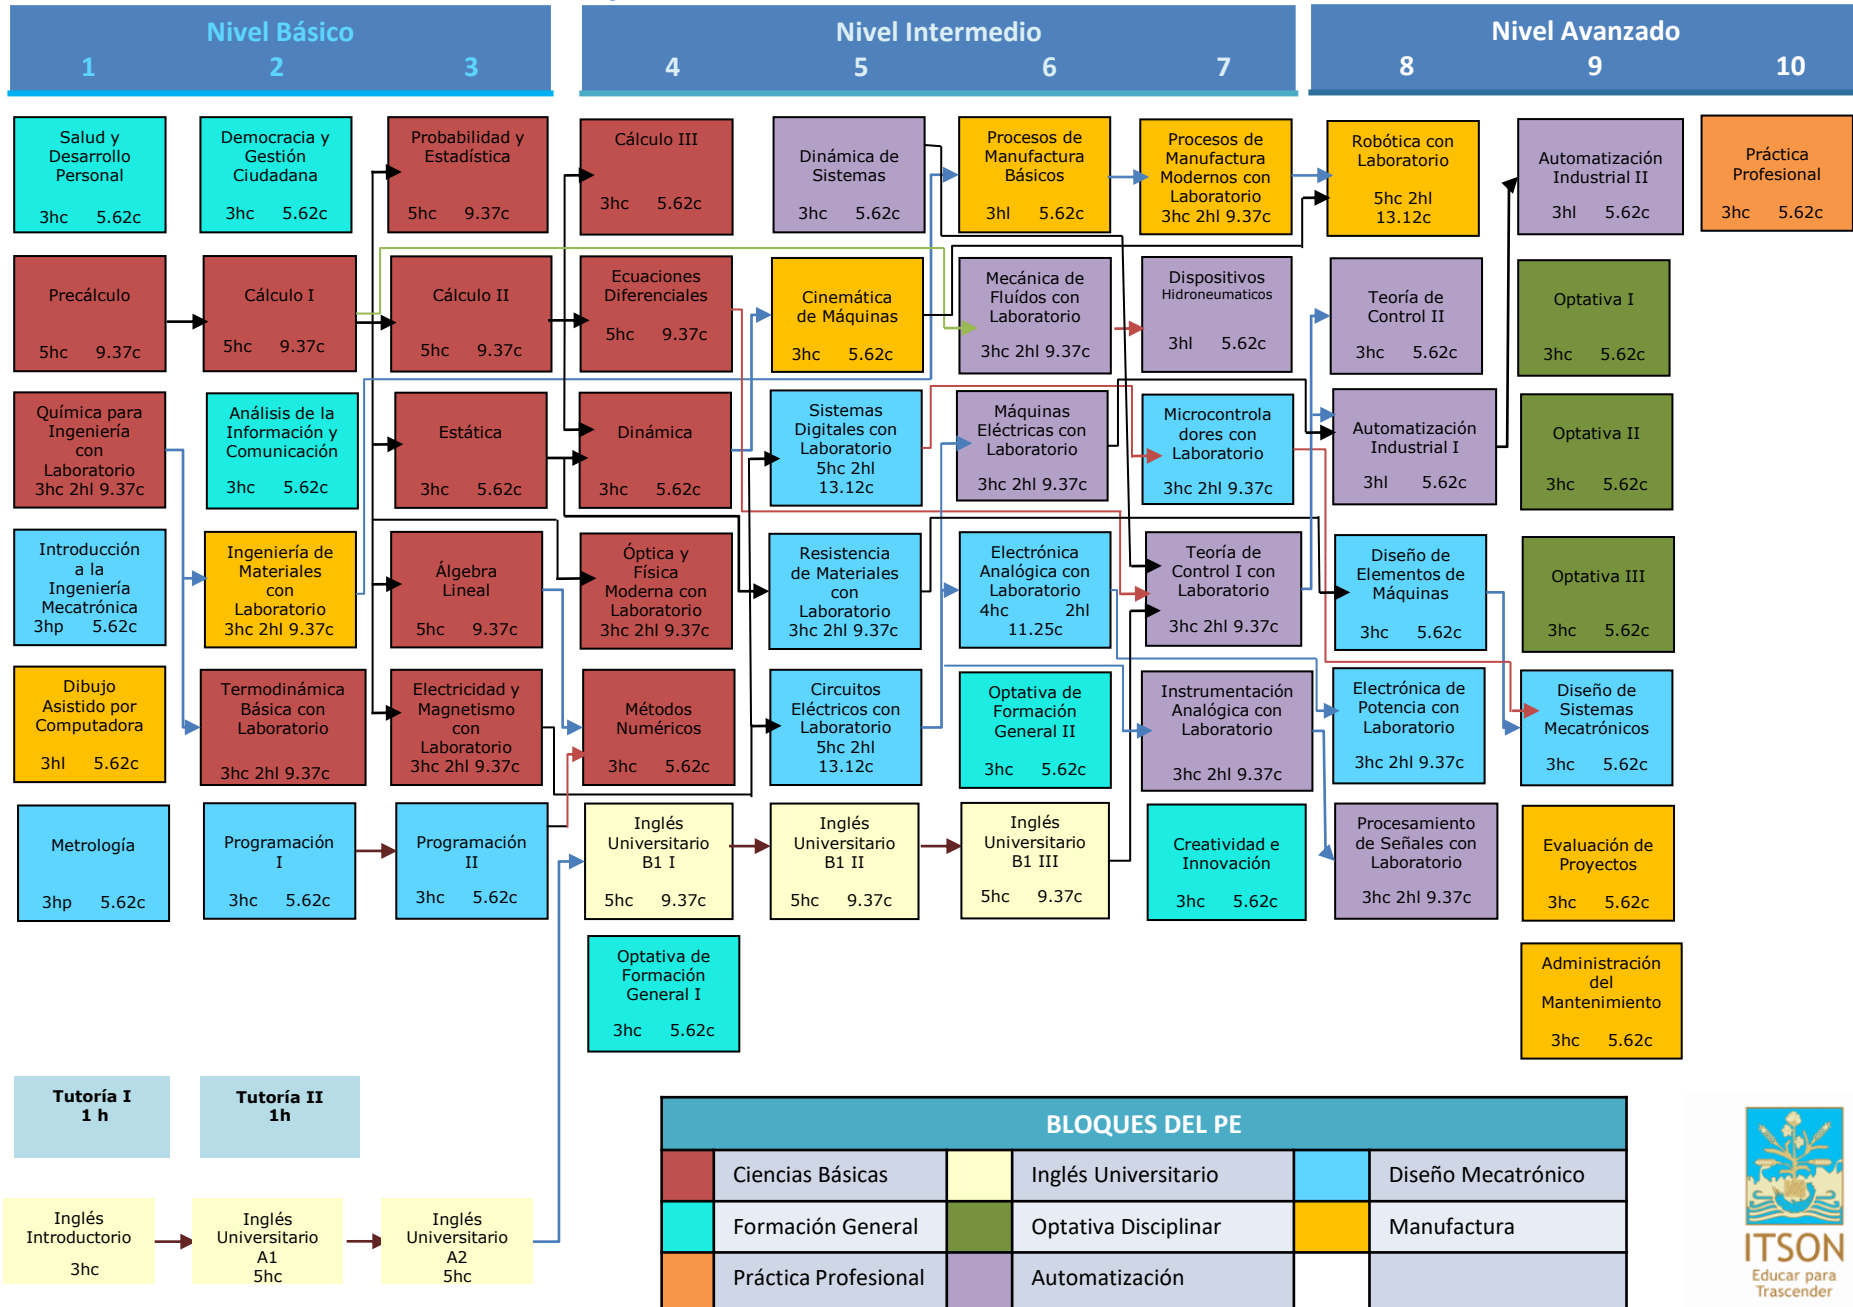 Nivel Básico
1 2 3
Nivel Intermedio
4 5 6 7
Nivel Avanzado
8 9 10
Salud y
Desarrollo
Personal
3hc 5.62c
Precálculo
5hc 9.37c
Química para
Ingeniería
con
Laboratorio
3hc 2hl 9.37c
Introducción
a la
Ingeniería
Mecatrónica
3hp 5.62c
Dibujo
Asistido por
Computadora
3hl 5.62c
Metrología
3hp 5.62c
Democracia y
Gestión
Ciudadana
3hc 5.62c
Cálculo I
5hc 9.37c
Análisis de la
Información y
Comunicación
3hc 5.62c
Ingeniería de
Materiales
con
Laboratorio
3hc 2hl 9.37c
Termodinámica
Básica con
Laboratorio
3hc 2hl 9.37c
Programación
I
3hc 5.62c
Probabilidad y
Estadística
5hc 9.37c
Cálculo II
5hc 9.37c
Estática
3hc 5.62c
Álgebra
Lineal
5hc 9.37c
Electricidad y
Magnetismo
con
Laboratorio
3hc 2hl 9.37c
Programación
II
3hc 5.62c
Cálculo III
3hc 5.62c
Ecuaciones
Diferenciales
5hc 9.37c
Dinámica
3hc 5.62c
Óptica y
Física
Moderna con
Laboratorio
3hc 2hl 9.37c
Métodos
Numéricos
3hc 5.62c
Inglés
Universitario
B1 I
5hc 9.37c
Optativa de
Formación
General I
3hc 5.62c
Dinámica de
Sistemas
3hc 5.62c
Cinemática
de Máquinas
3hc 5.62c
Sistemas
Digitales con
Laboratorio
5hc 2hl
13.12c
Resistencia
de Materiales
con
Laboratorio
3hc 2hl 9.37c
Circuitos
Eléctricos con
Laboratorio
5hc 2hl
13.12c
Inglés
Universitario
B1 II
5hc 9.37c
Procesos de
Manufactura
Básicos
3hl 5.62c
Mecánica de
Fluídos con
Laboratorio
3hc 2hl 9.37c
Máquinas
Eléctricas con
Laboratorio
3hc 2hl 9.37c
Electrónica
Analógica con
Laboratorio
4hc 2hl
11.25c
Optativa de
Formación
General II
3hc 5.62c
Inglés
Universitario
B1 III
5hc 9.37c
Procesos de
Manufactura
Modernos con
Laboratorio
3hc 2hl 9.37c
Dispositivos
Hidroneumaticos
3hl 5.62c
Microcontrola
dores con
Laboratorio
3hc 2hl 9.37c
Teoría de
Control I con
Laboratorio
3hc 2hl 9.37c
Instrumentación
Analógica con
Laboratorio
3hc 2hl 9.37c
Creatividad e
Innovación
3hc 5.62c
Robótica con
Laboratorio
5hc 2hl
13.12c
Teoría de
Control II
3hc 5.62c
Automatización
Industrial I
3hl 5.62c
Diseño de
Elementos de
Máquinas
3hc 5.62c
Electrónica de
Potencia con
Laboratorio
3hc 2hl 9.37c
Procesamiento
de Señales con
Laboratorio
3hc 2hl 9.37c
Automatización
Industrial II
3hl 5.62c
Optativa I
3hc 5.62c
Optativa II
3hc 5.62c
Optativa III
3hc 5.62c
Diseño de
Sistemas
Mecatrónicos
3hc 5.62c
Evaluación de
Proyectos
3hc 5.62c
Administración
del
Mantenimiento
3hc 5.62c
Práctica
Profesional
3hc 5.62c
Tutoría I
1 h
Tutoría II
1h
Inglés
Introductorio
3hc
Inglés
Universitario
A1
5hc
Inglés
Universitario
A2
5hc
BLOQUES DEL PE
Ciencias Básicas Inglés Universitario Diseño Mecatrónico
Formación General Optativa Disciplinar Manufactura
Práctica Profesional Automatización
ITSON
Educar para
Trascender